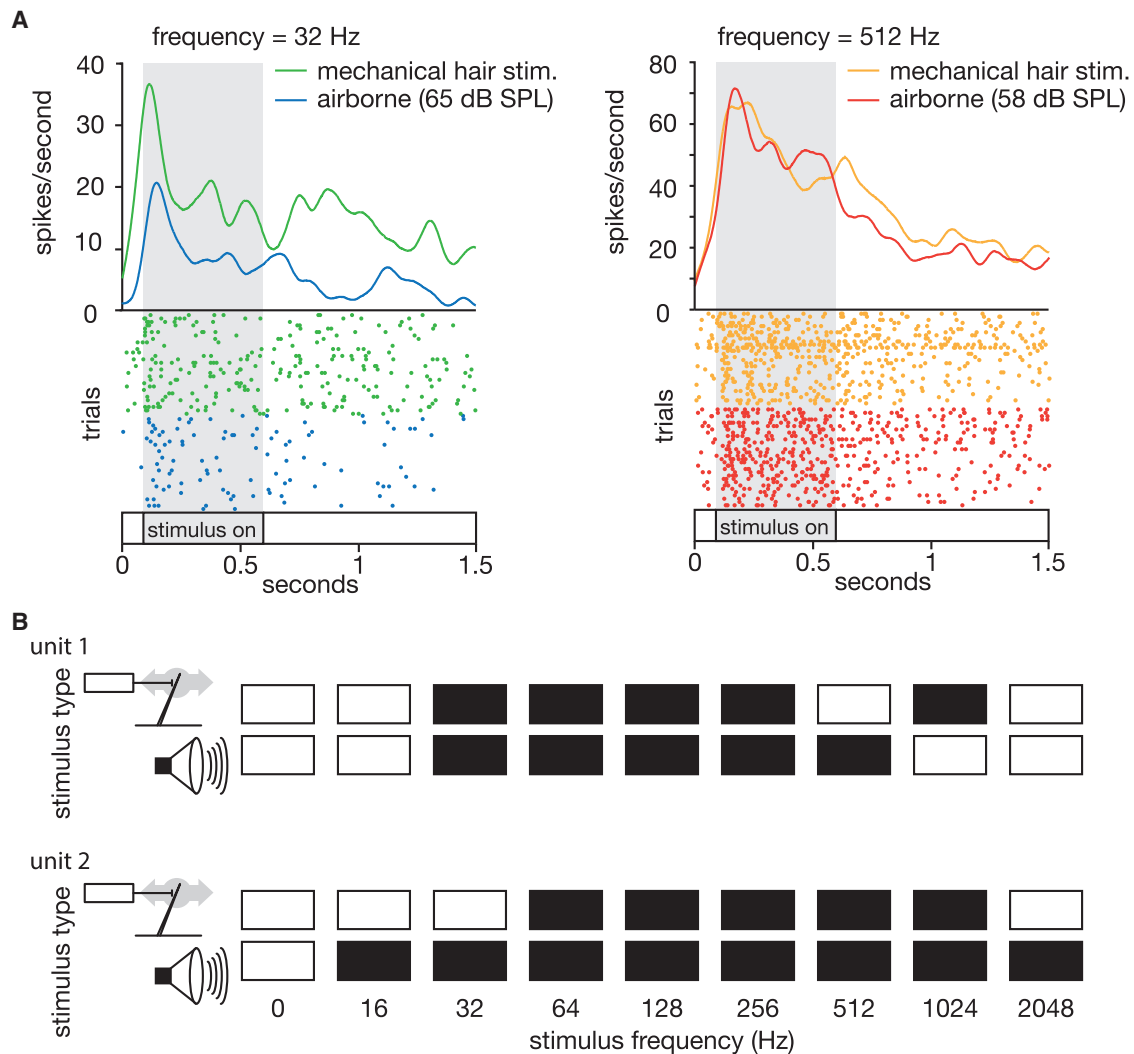 A
frequency = 32 Hz
mechanical hair stim.
airborne (65 dB SPL)
spikes/second
40
30
20
10
0
trials
stimulus on
0 0.5 1 1.5
seconds
frequency = 512 Hz
mechanical hair stim.
airborne (58 dB SPL)
spikes/second
80
60
40
20
0
trials
stimulus on
0 0.5 1 1.5
seconds
B
unit 1
stimulus type
unit 2
stimulus type
0 16 32 64 128 256 512 1024 2048
stimulus frequency (Hz)